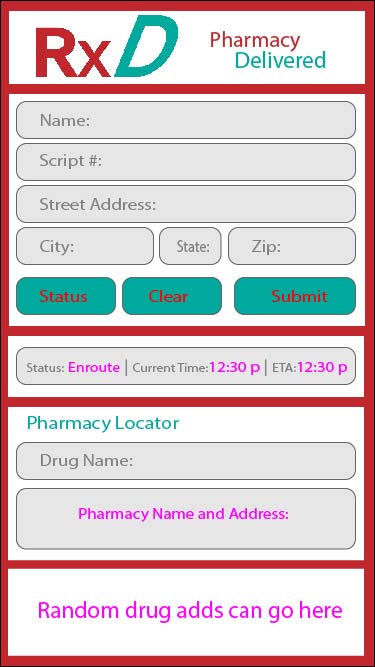 RxD Pharmacy
Delivered
Name:
Script #:
Street Address:
City: State: Zip:
Status Clear Submit
Status: Enroute | Current Time:12:30 p | ETA:12:30 p
Pharmacy Locator
Drug Name:
Pharmacy Name and Address:
Random drug adds can go here